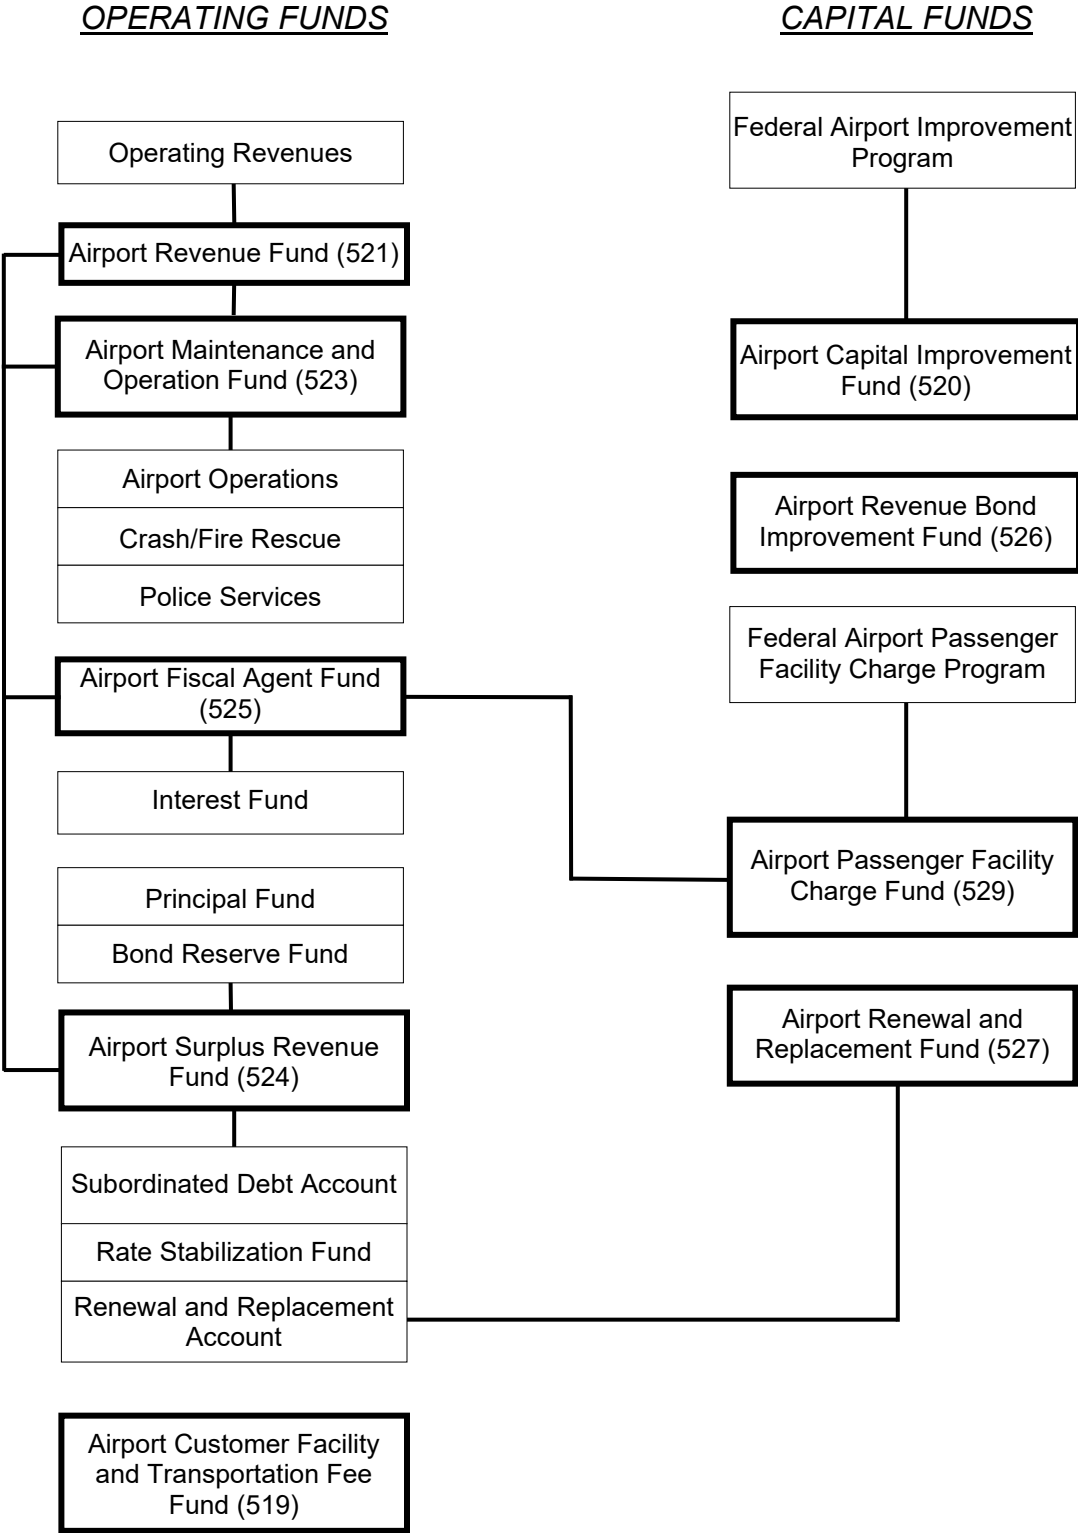 OPERATING FUNDS
Operating Revenues
Airport Revenue Fund (521)
Airport Maintenance and
Operation Fund (523)
Airport Operations
Crash/Fire Rescue
Police Services
Airport Fiscal Agent Fund
(525)
Interest Fund
Principal Fund
Bond Reserve Fund
Airport Surplus Revenue
Fund (524)
Subordinated Debt Account
Rate Stabilization Fund
Renewal and Replacement
Account
Airport Customer Facility
and Transportation Fee
Fund (519)
CAPITAL FUNDS
Federal Airport Improvement
Program
Airport Capital Improvement
Fund (520)
Airport Revenue Bond
Improvement Fund (526)
Federal Airport Passenger
Facility Charge Program
Airport Passenger Facility
Charge Fund (529)
Airport Renewal and
Replacement Fund (527)